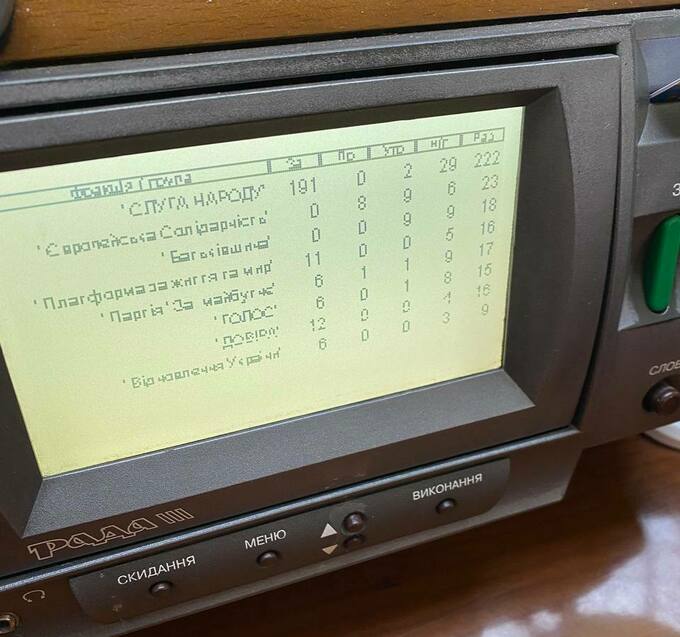 Фракція/група За Пр Утр Н/Г Раз
"СЛУГА НАРОДУ" 191 0 2 29 222
"Європейська Солідарність" 0 8 9 6 23
"Батьківщина" 0 0 9 9 18
"Платформа за життя та мир" 11 0 0 5 16
"Партія "За майбутнє" 6 1 1 9 17
"ГОЛОС" 6 0 1 8 15
"ДОВІРА" 12 0 0 4 16
"Відновлення України" 6 0 0 3 9
РАДА III
СКИДАННЯ МЕНЮ ВИКОНАННЯ